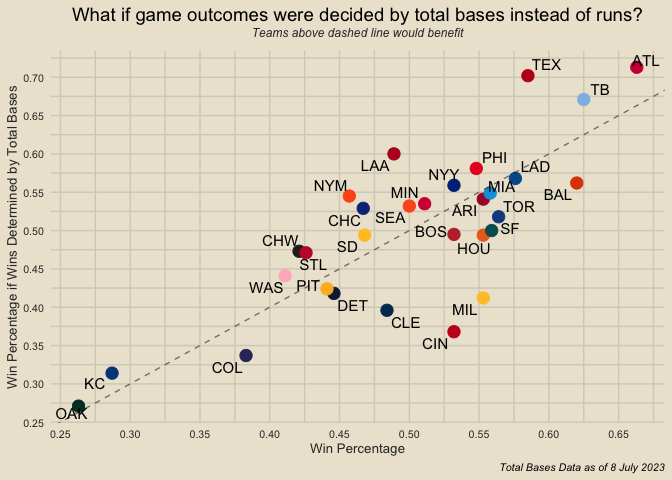 What if game outcomes were decided by total bases instead of runs?
Teams above dashed line would benefit
Win Percentage if Wins Determined by Total Bases
0.70
0.65
0.60
0.55
0.50
0.45
0.40
0.35
0.30
0.25
ATL
TEX
TB
LAA
PHI
LAD
NYY
NYM
MIN
MIA
BAL
CHC
SEA
ARI
TOR
SD
BOS
SF
CHW
HOU
STL
WAS
PIT
DET
MIL
CLE
CIN
COL
KC
OAK
0.25 0.30 0.35 0.40 0.45 0.50 0.55 0.60 0.65
Win Percentage
Total Bases Data as of 8 July 2023